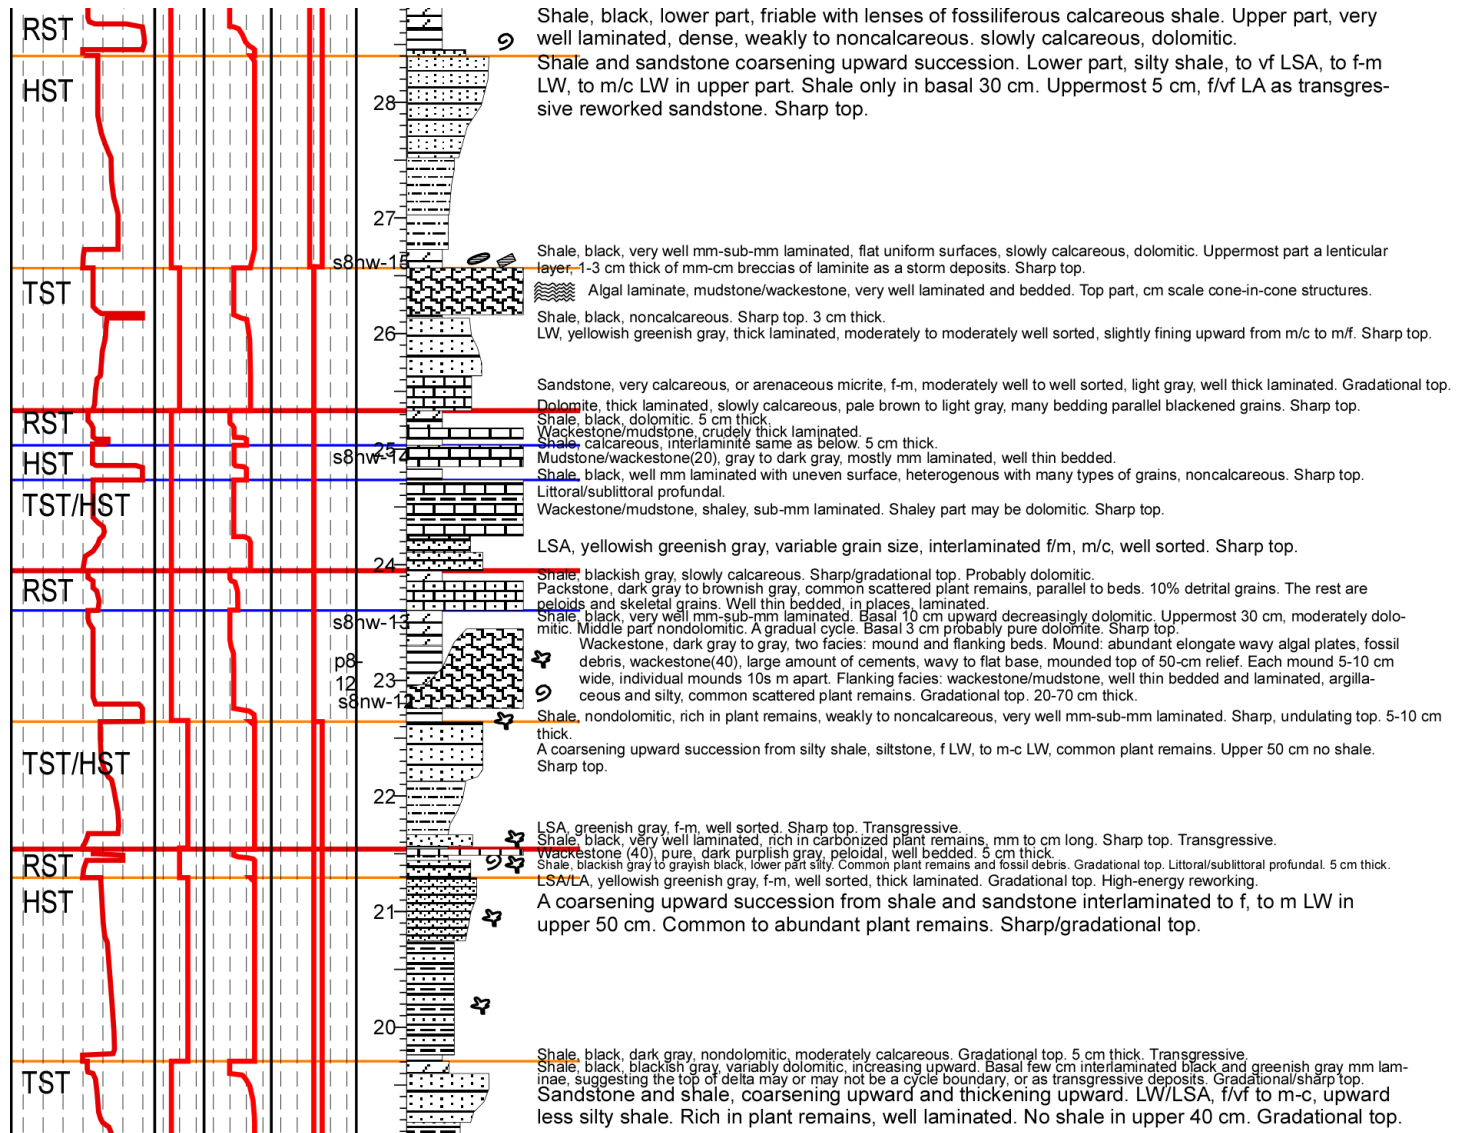 RST
Shale, black, lower part, friable with lenses of fossiliferous calcareous shale. Upper part, very
well laminated, dense, weakly to noncalcareous. slowly calcareous, dolomitic.
HST
Shale and sandstone coarsening upward succession. Lower part, silty shale, to vf LSA, to f-m
LW, to m/c LW in upper part. Shale only in basal 30 cm. Uppermost 5 cm, f/vf LA as transgres-
28
sive reworked sandstone. Sharp top.
27
Shale, black, very well mm-sub-mm laminated, flat uniform surfaces, slowly calcareous, dolomitic. Uppermost part a lenticular
s8nw-15
layer, 1-3 cm thick of mm-cm breccias of laminite as a storm deposits. Sharp top.
TST
Algal laminate, mudstone/wackestone, very well laminated and bedded. Top part, cm scale cone-in-cone structures.
Shale, black, noncalcareous. Sharp top. 3 cm thick.
26
LW, yellowish greenish gray, thick laminated, moderately to moderately well sorted, slightly fining upward from m/c to m/f. Sharp top.
Sandstone, very calcareous, or arenaceous micrite, f-m, moderately well to well sorted, light gray, well thick laminated. Gradational top.
Dolomite, thick laminated, slowly calcareous, pale brown to light gray, many bedding parallel blackened grains. Sharp top.
RST
Shale, black, dolomitic. 5 cm thick.
Wackestone/mudstone, crudely thick laminated.
Shale, calcareous, interlaminite same as below. 5 cm thick.
25
HST
s8nw-14
Mudstone/wackestone(20), gray to dark gray, mostly mm laminated, well thin bedded.
Shale, black, well mm laminated with uneven surface, heterogenous with many types of grains, noncalcareous. Sharp top.
Littoral/sublittoral profundal.
TST/HST
Wackestone/mudstone, shaley, sub-mm laminated. Shaley part may be dolomitic. Sharp top.
LSA, yellowish greenish gray, variable grain size, interlaminated f/m, m/c, well sorted. Sharp top.
24
Shale, blackish gray, slowly calcareous. Sharp/gradational top. Probably dolomitic.
RST
Packstone, dark gray to brownish gray, common scattered plant remains, parallel to beds. 10% detrital grains. The rest are
peloids and skeletal grains. Well thin bedded, in places, laminated.
Shale, black, very well mm-sub-mm laminated. Basal 10 cm upward decreasingly dolomitic. Uppermost 30 cm, moderately dolo-
s8nw-13
mitic. Middle part nondolomitic. A gradual cycle. Basal 3 cm probably pure dolomite. Sharp top.
Wackestone, dark gray to gray, two facies: mound and flanking beds. Mound: abundant elongate wavy algal plates, fossil
p8-
12
debris, wackestone(40), large amount of cements, wavy to flat base, mounded top of 50-cm relief. Each mound 5-10 cm
23
wide, individual mounds 10s m apart. Flanking facies: wackestone/mudstone, well thin bedded and laminated, argilla-
s8nw-12
ceous and silty, common scattered plant remains. Gradational top. 20-70 cm thick.
Shale, nondolomitic, rich in plant remains, weakly to noncalcareous, very well mm-sub-mm laminated. Sharp, undulating top. 5-10 cm
thick.
TST/HST
A coarsening upward succession from silty shale, siltstone, f LW, to m-c LW, common plant remains. Upper 50 cm no shale.
Sharp top.
22
LSA, greenish gray, f-m, well sorted. Sharp top. Transgressive.
Shale, black, very well laminated, rich in carbonized plant remains, mm to cm long. Sharp top. Transgressive.
Wackestone (40), pure, dark purplish gray, peloidal, well bedded. 5 cm thick.
RST
Shale, blackish gray to grayish black, lower part silty. Common plant remains and fossil debris. Gradational top. Littoral/sublittoral profundal. 5 cm thick.
LSA/LA, yellowish greenish gray, f-m, well sorted, thick laminated. Gradational top. High-energy reworking.
HST
A coarsening upward succession from shale and sandstone interlaminated to f, to m LW in
21
upper 50 cm. Common to abundant plant remains. Sharp/gradational top.
20
Shale, black, dark gray, nondolomitic, moderately calcareous. Gradational top. 5 cm thick. Transgressive.
Shale, black, blackish gray, variably dolomitic, increasing upward. Basal few cm interlaminated black and greenish gray mm lam-
TST
inae, suggesting the top of delta may or may not be a cycle boundary, or as transgressive deposits. Gradational/sharp top.
Sandstone and shale, coarsening upward and thickening upward. LW/LSA, f/vf to m-c, upward
less silty shale. Rich in plant remains, well laminated. No shale in upper 40 cm. Gradational top.